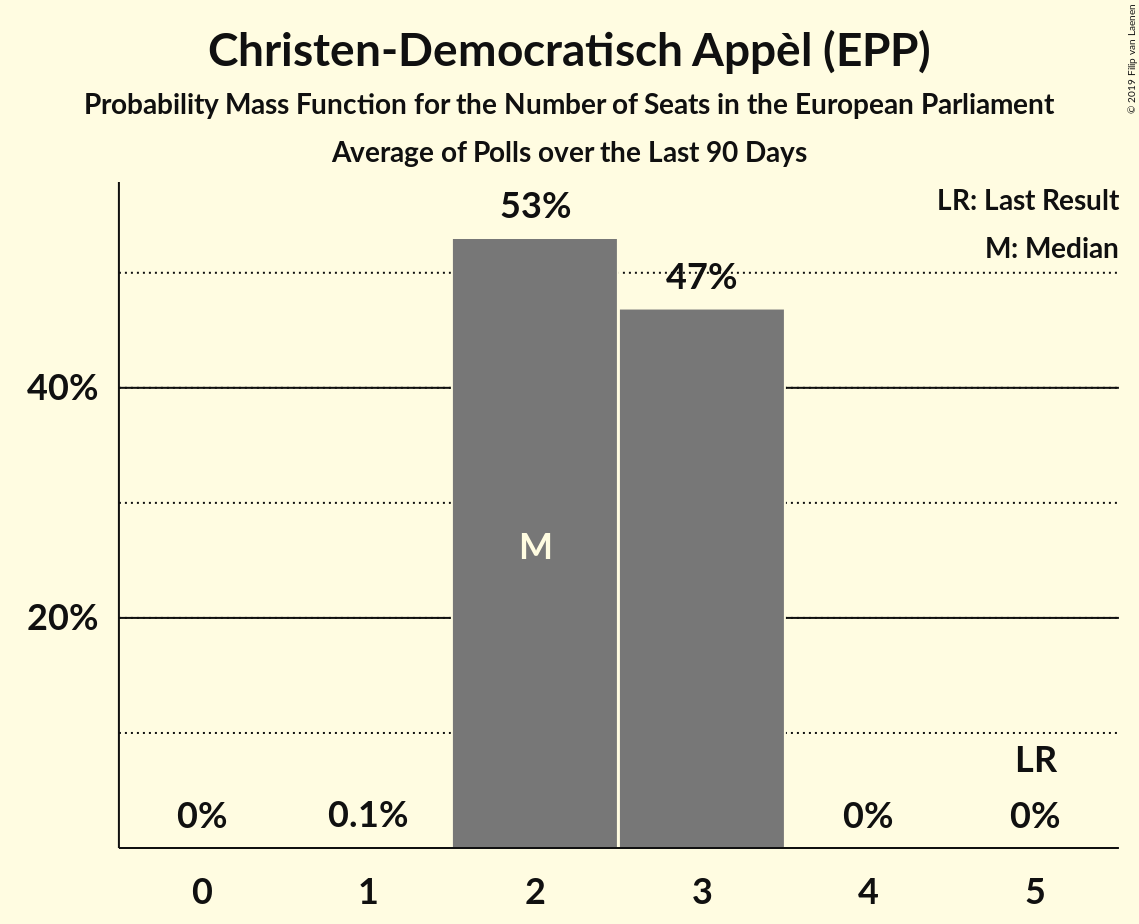 Christen-Democratisch Appèl (EPP)
Probability Mass Function for the Number of Seats in the European Parliament
Average of Polls over the Last 90 Days
© 2019 Filip van Laenen
LR: Last Result
M: Median
53%
47%
40%
20%
M
LR
0% 0.1% 0% 0%
0 1 2 3 4 5